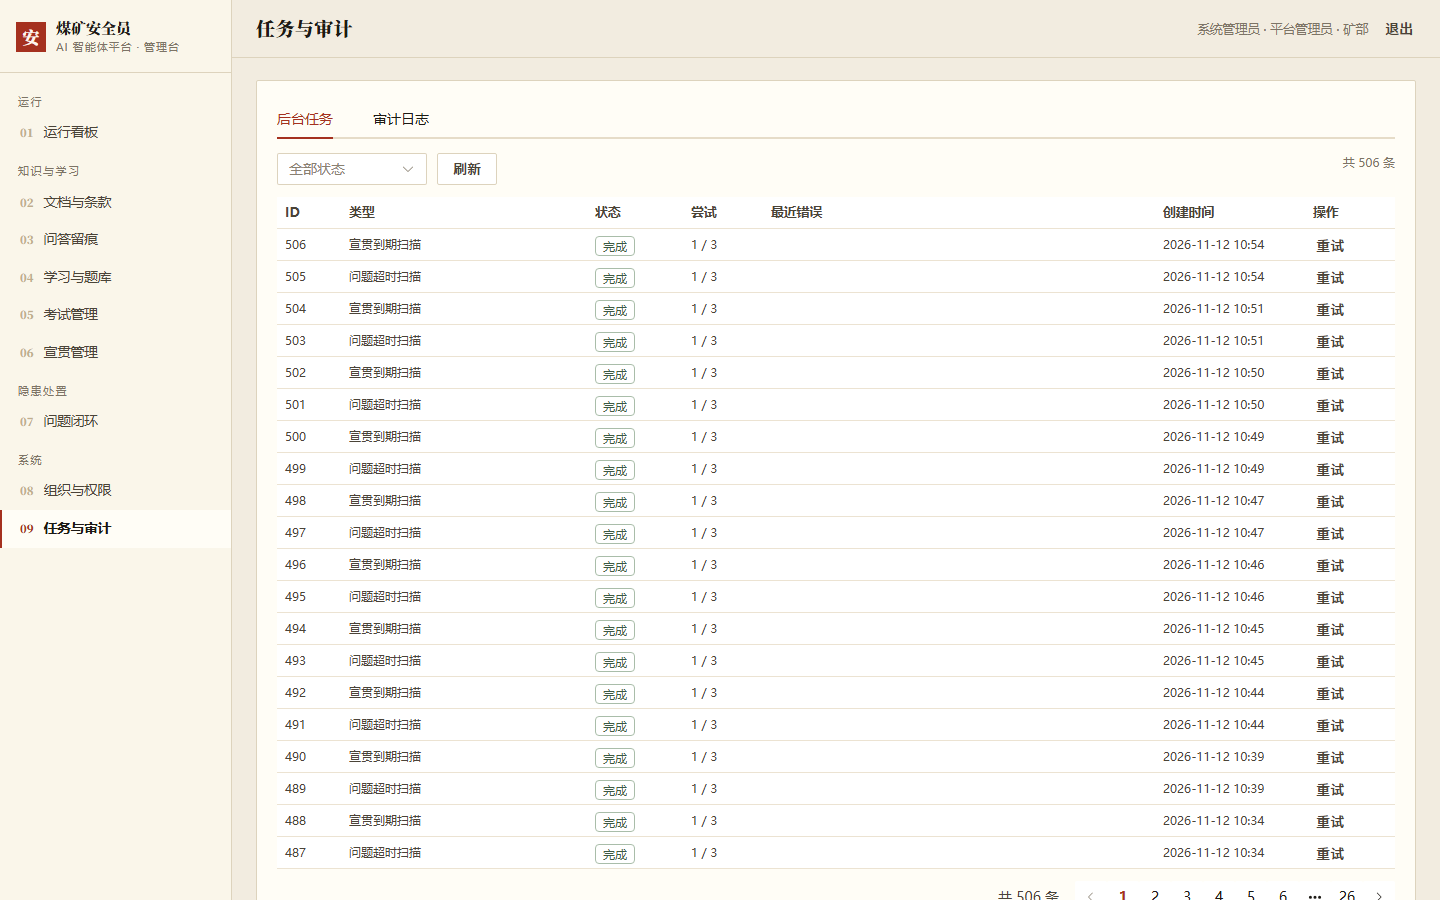 安
煤矿安全员
AI 智能体平台 · 管理台
运行
01 运行看板
知识与学习
02 文档与条款
03 问答留痕
04 学习与题库
05 考试管理
06 宣贯管理
隐患处置
07 问题闭环
系统
08 组织与权限
09 任务与审计
任务与审计
系统管理员 · 平台管理员 · 矿部 退出
后台任务 审计日志
全部状态 刷新 共 506 条
ID 类型 状态 尝试 最近错误 创建时间 操作
506 宣贯到期扫描 完成 1 / 3 2026-11-12 10:54 重试
505 问题超时扫描 完成 1 / 3 2026-11-12 10:54 重试
504 宣贯到期扫描 完成 1 / 3 2026-11-12 10:51 重试
503 问题超时扫描 完成 1 / 3 2026-11-12 10:51 重试
502 宣贯到期扫描 完成 1 / 3 2026-11-12 10:50 重试
501 问题超时扫描 完成 1 / 3 2026-11-12 10:50 重试
500 宣贯到期扫描 完成 1 / 3 2026-11-12 10:49 重试
499 问题超时扫描 完成 1 / 3 2026-11-12 10:49 重试
498 宣贯到期扫描 完成 1 / 3 2026-11-12 10:47 重试
497 问题超时扫描 完成 1 / 3 2026-11-12 10:47 重试
496 宣贯到期扫描 完成 1 / 3 2026-11-12 10:46 重试
495 问题超时扫描 完成 1 / 3 2026-11-12 10:46 重试
494 宣贯到期扫描 完成 1 / 3 2026-11-12 10:45 重试
493 问题超时扫描 完成 1 / 3 2026-11-12 10:45 重试
492 宣贯到期扫描 完成 1 / 3 2026-11-12 10:44 重试
491 问题超时扫描 完成 1 / 3 2026-11-12 10:44 重试
490 宣贯到期扫描 完成 1 / 3 2026-11-12 10:39 重试
489 问题超时扫描 完成 1 / 3 2026-11-12 10:39 重试
488 宣贯到期扫描 完成 1 / 3 2026-11-12 10:34 重试
487 问题超时扫描 完成 1 / 3 2026-11-12 10:34 重试
共 506 条 1 2 3 4 5 6 ••• 26